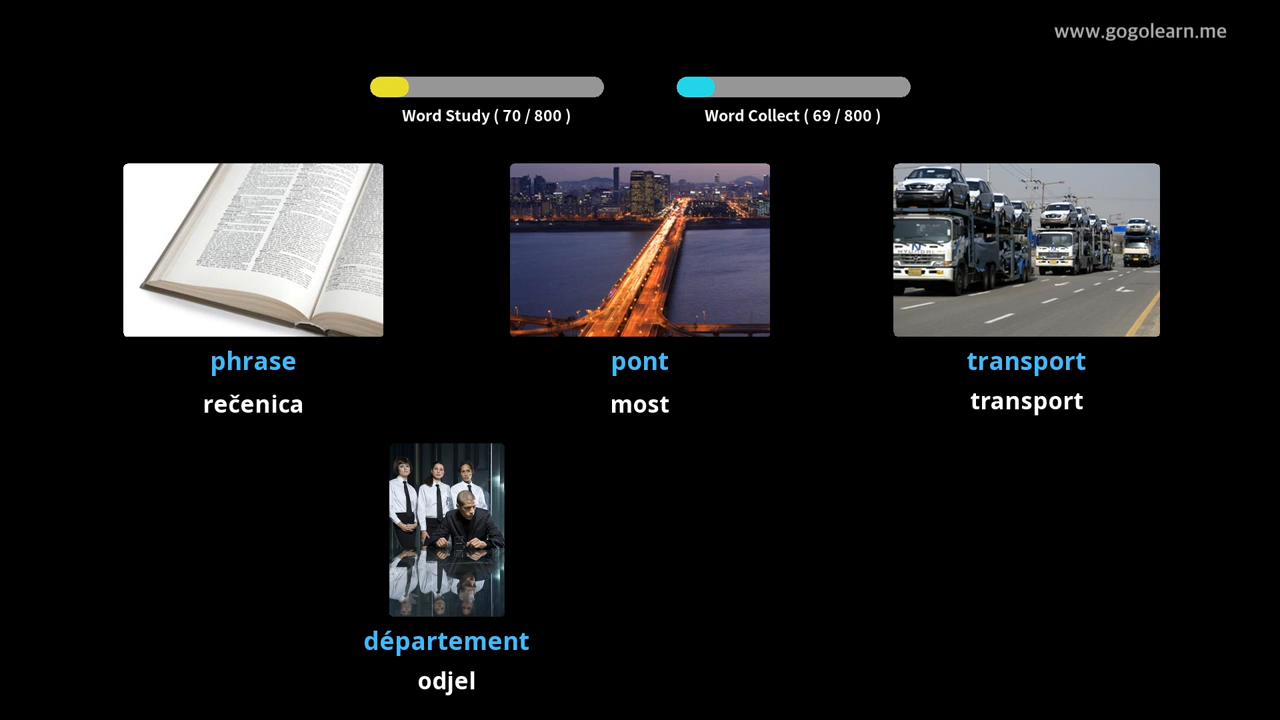 www.gogolearn.me
Word Study ( 70 / 800 )
Word Collect ( 69 / 800 )
phrase
rečenica
pont
most
transport
transport
département
odjel